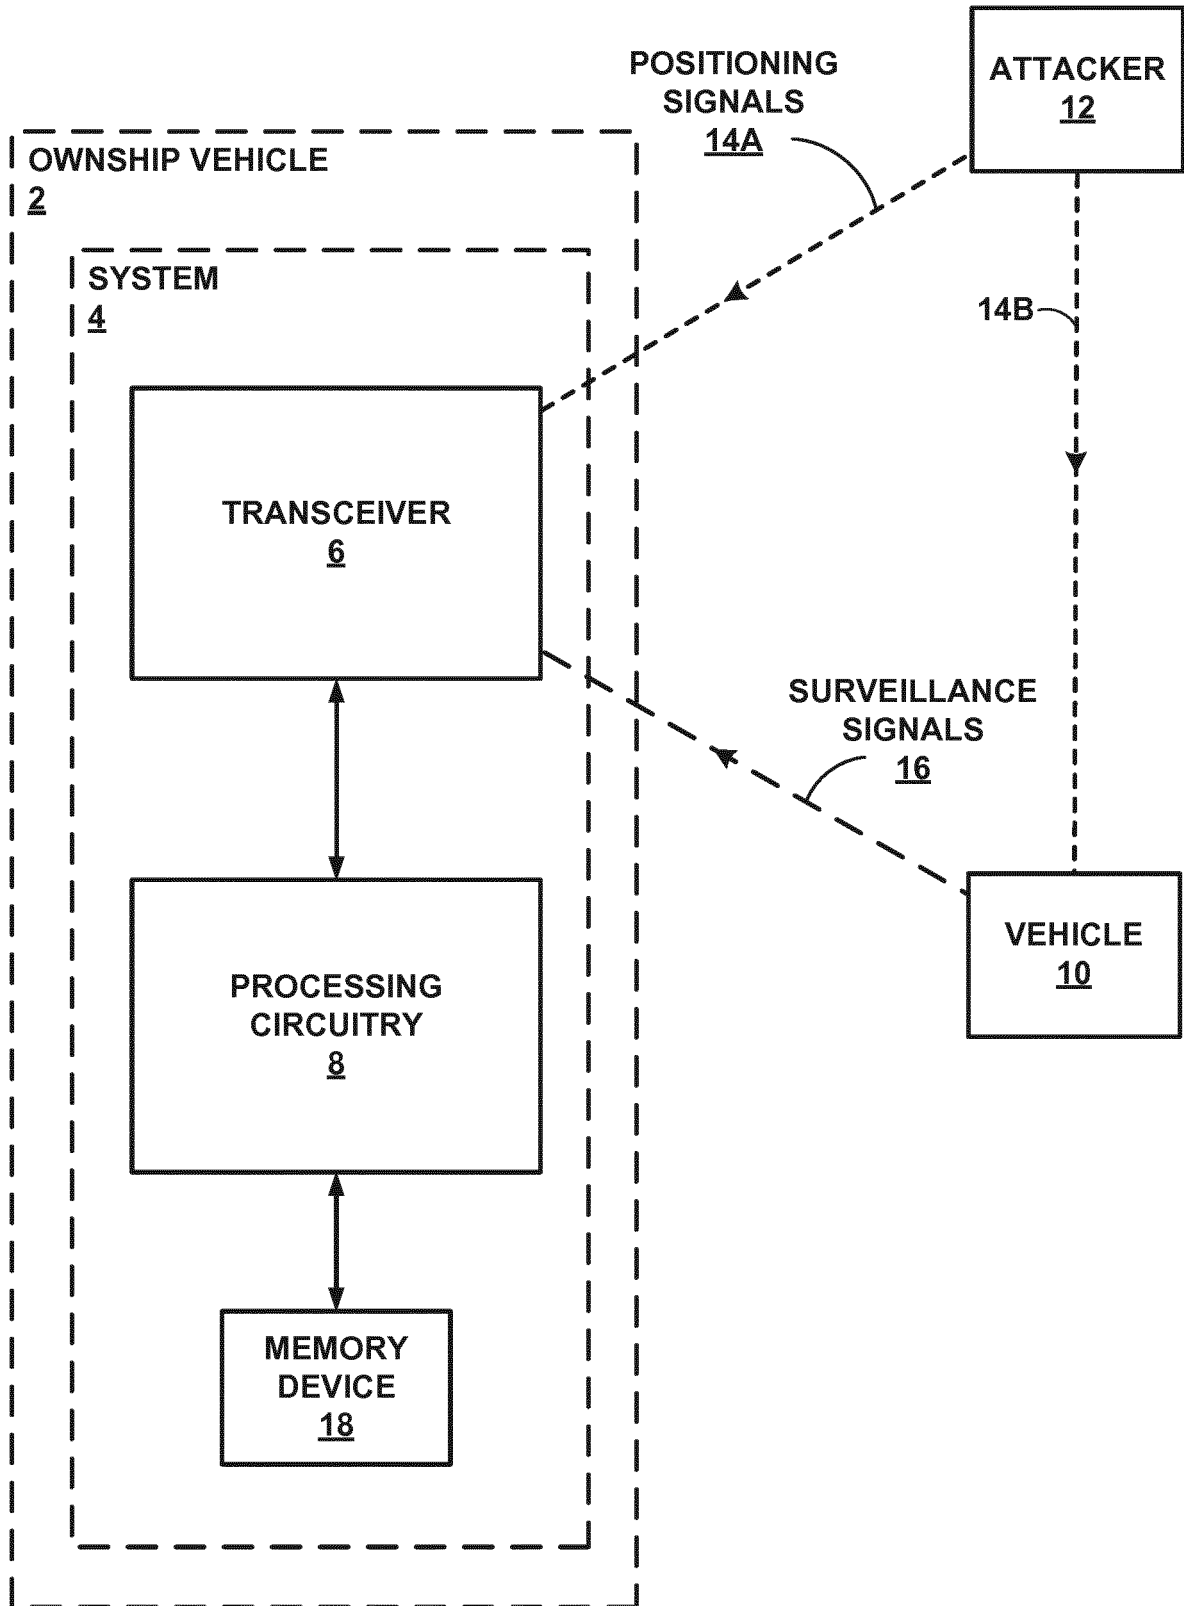 ATTACKER
12
POSITIONING
SIGNALS
14A
OWNSHIP VEHICLE
2
SYSTEM
4
14B
TRANSCEIVER
6
SURVEILLANCE
SIGNALS
16
VEHICLE
10
PROCESSING
CIRCUITRY
8
MEMORY
DEVICE
18